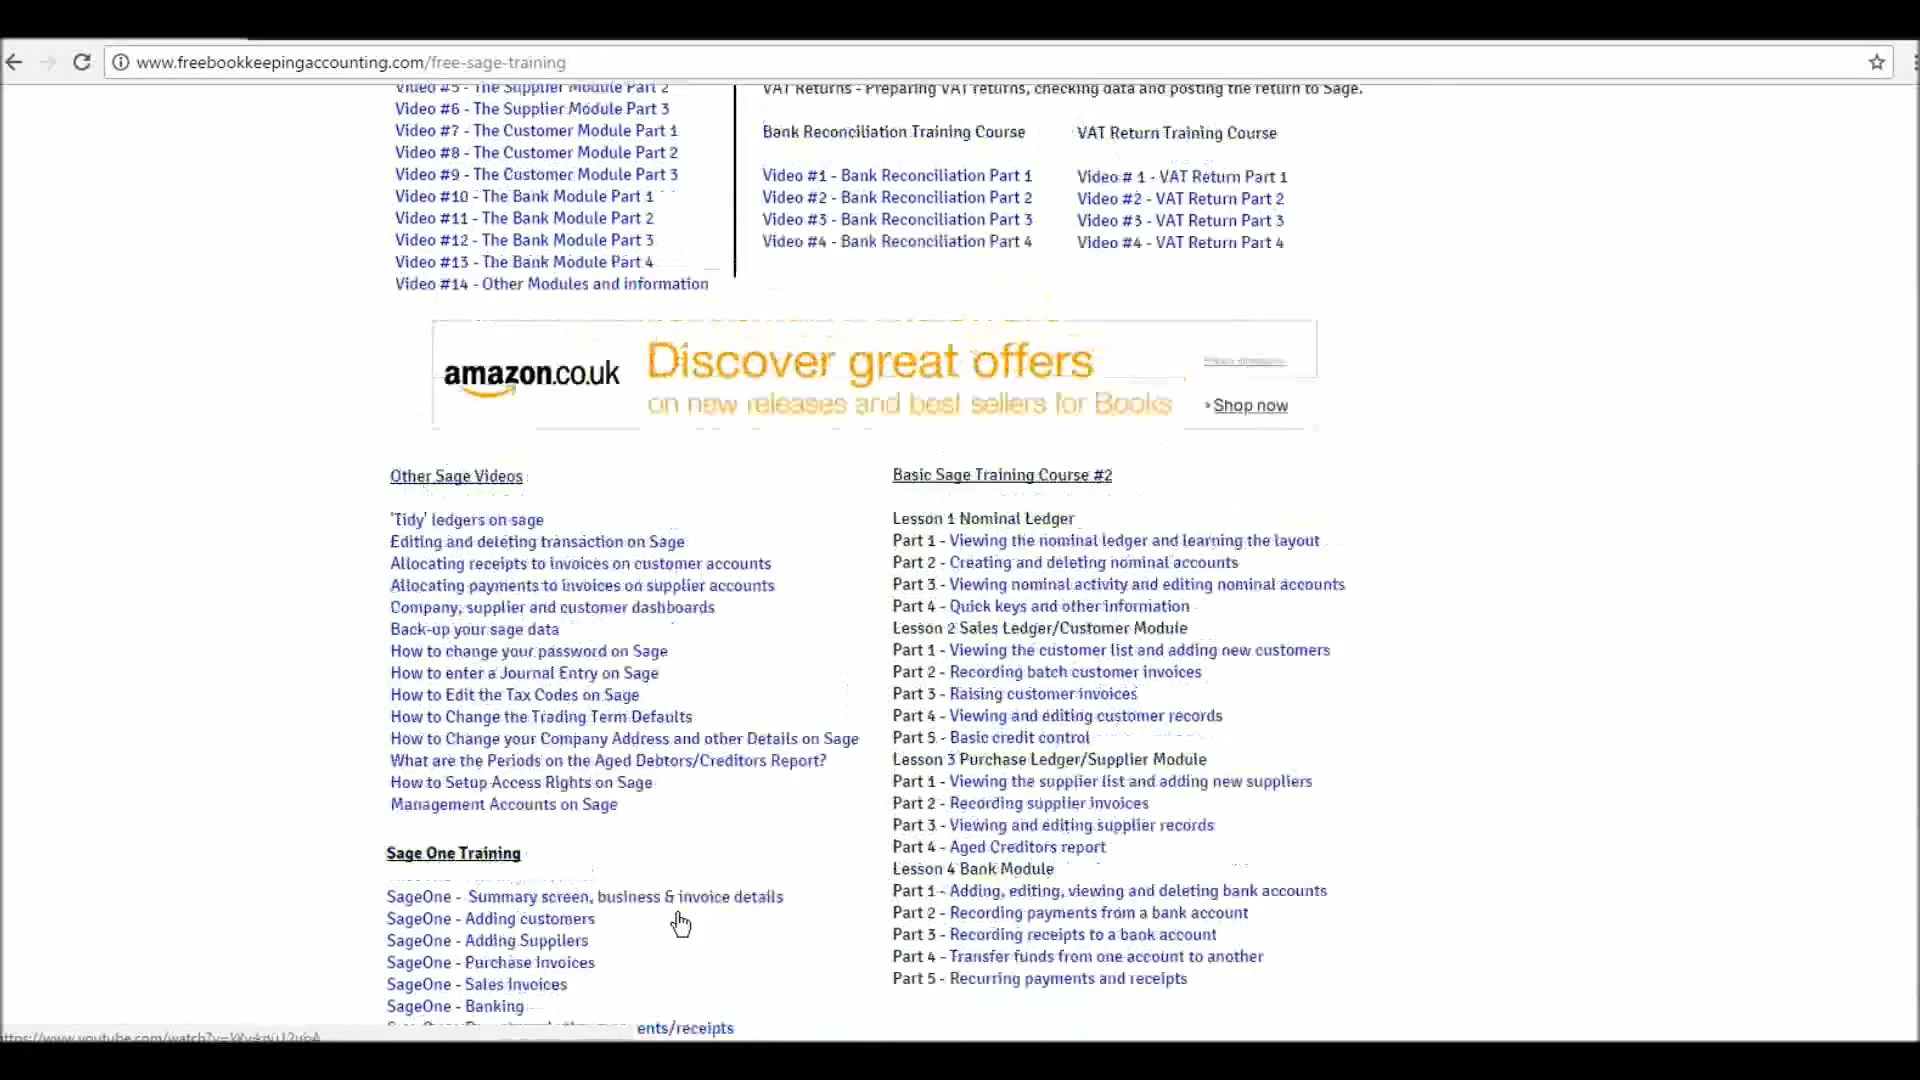 www.freebookkeepingaccounting.com/free-sage-training
Video #5 - The Supplier Module Part 2
Video #6 - The Supplier Module Part 3
Video #7 - The Customer Module Part 1
Video #8 - The Customer Module Part 2
Video #9 - The Customer Module Part 3
Video #10 - The Bank Module Part 1
Video #11 - The Bank Module Part 2
Video #12 - The Bank Module Part 3
Video #13 - The Bank Module Part 4
Video #14 - Other Modules and information
VAT Returns - Preparing VAT returns, checking data and posting the return to Sage.
Bank Reconciliation Training Course
Video #1 - Bank Reconciliation Part 1
Video #2 - Bank Reconciliation Part 2
Video #3 - Bank Reconciliation Part 3
Video #4 - Bank Reconciliation Part 4
VAT Return Training Course
Video # 1 - VAT Return Part 1
Video #2 - VAT Return Part 2
Video #3 - VAT Return Part 3
Video #4 - VAT Return Part 4
amazon.co.uk
Discover great offers
on new releases and best sellers for Books
Shop now
Other Sage Videos
'Tidy' ledgers on sage
Editing and deleting transaction on Sage
Allocating receipts to invoices on customer accounts
Allocating payments to invoices on supplier accounts
Company, supplier and customer dashboards
Back-up your sage data
How to change your password on Sage
How to enter a Journal Entry on Sage
How to Edit the Tax Codes on Sage
How to Change the Trading Term Defaults
How to Change your Company Address and other Details on Sage
What are the Periods on the Aged Debtors/Creditors Report?
How to Setup Access Rights on Sage
Management Accounts on Sage
Sage One Training
SageOne - Summary screen, business & invoice details
SageOne - Adding customers
SageOne - Adding Suppliers
SageOne - Purchase Invoices
SageOne - Sales Invoices
SageOne - Banking
ents/receipts
Basic Sage Training Course #2
Lesson 1 Nominal Ledger
Part 1 - Viewing the nominal ledger and learning the layout
Part 2 - Creating and deleting nominal accounts
Part 3 - Viewing nominal activity and editing nominal accounts
Part 4 - Quick keys and other information
Lesson 2 Sales Ledger/Customer Module
Part 1 - Viewing the customer list and adding new customers
Part 2 - Recording batch customer invoices
Part 3 - Raising customer invoices
Part 4 - Viewing and editing customer records
Part 5 - Basic credit control
Lesson 3 Purchase Ledger/Supplier Module
Part 1 - Viewing the supplier list and adding new suppliers
Part 2 - Recording supplier invoices
Part 3 - Viewing and editing supplier records
Part 4 - Aged Creditors report
Lesson 4 Bank Module
Part 1 - Adding, editing, viewing and deleting bank accounts
Part 2 - Recording payments from a bank account
Part 3 - Recording receipts to a bank account
Part 4 - Transfer funds from one account to another
Part 5 - Recurring payments and receipts